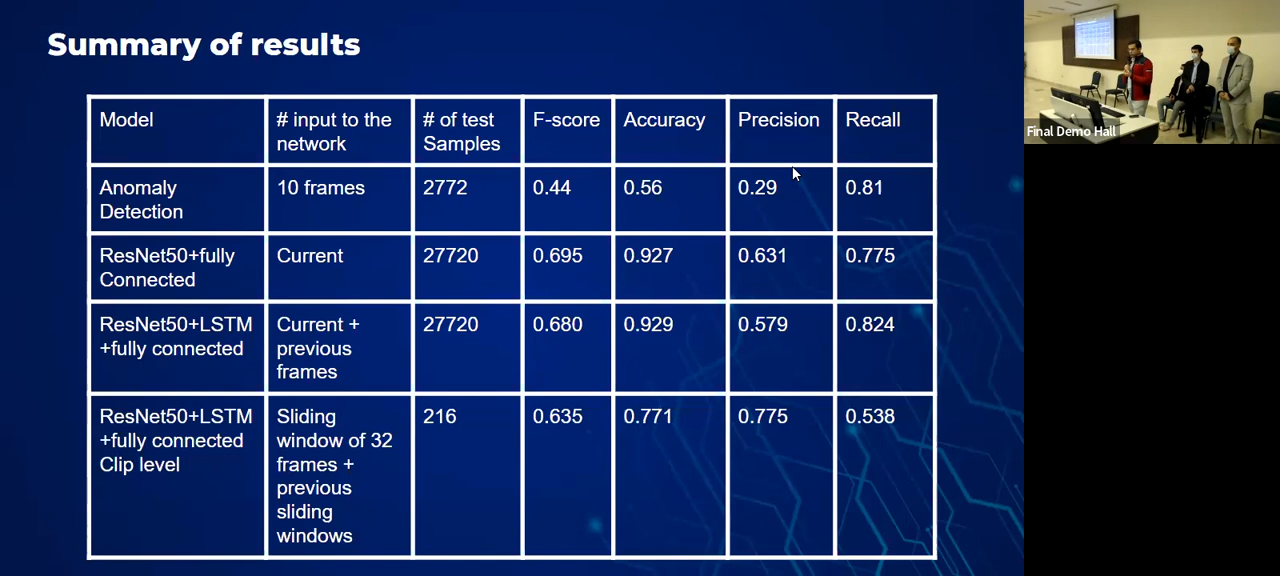 Summary of results
Model
# input to the
network
# of test
Samples
F-score
Accuracy
Precision
Recall
Anomaly
Detection
10 frames
2772
0.44
0.56
0.29
0.81
ResNet50+fully
Connected
Current
27720
0.695
0.927
0.631
0.775
ResNet50+LSTM
+fully connected
Current +
previous
frames
27720
0.680
0.929
0.579
0.824
ResNet50+LSTM
+fully connected
Clip level
Sliding
window of 32
frames +
previous
sliding
windows
216
0.635
0.771
0.775
0.538
Final Demo Hall